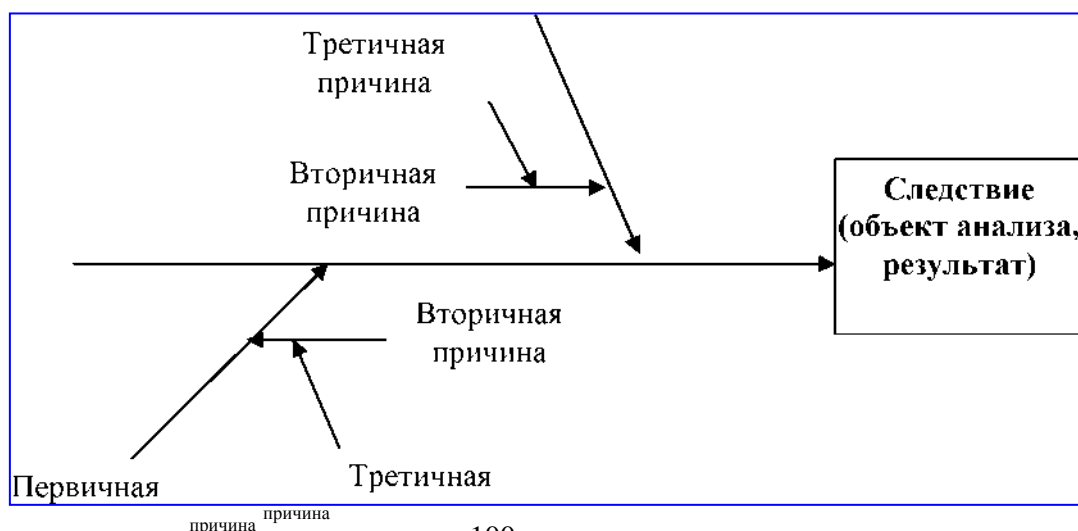 Третичная
причина
Вторичная
причина
Следствие
(объект анализа,
результат)
Вторичная
причина
Первичная
Третичная
причина причина